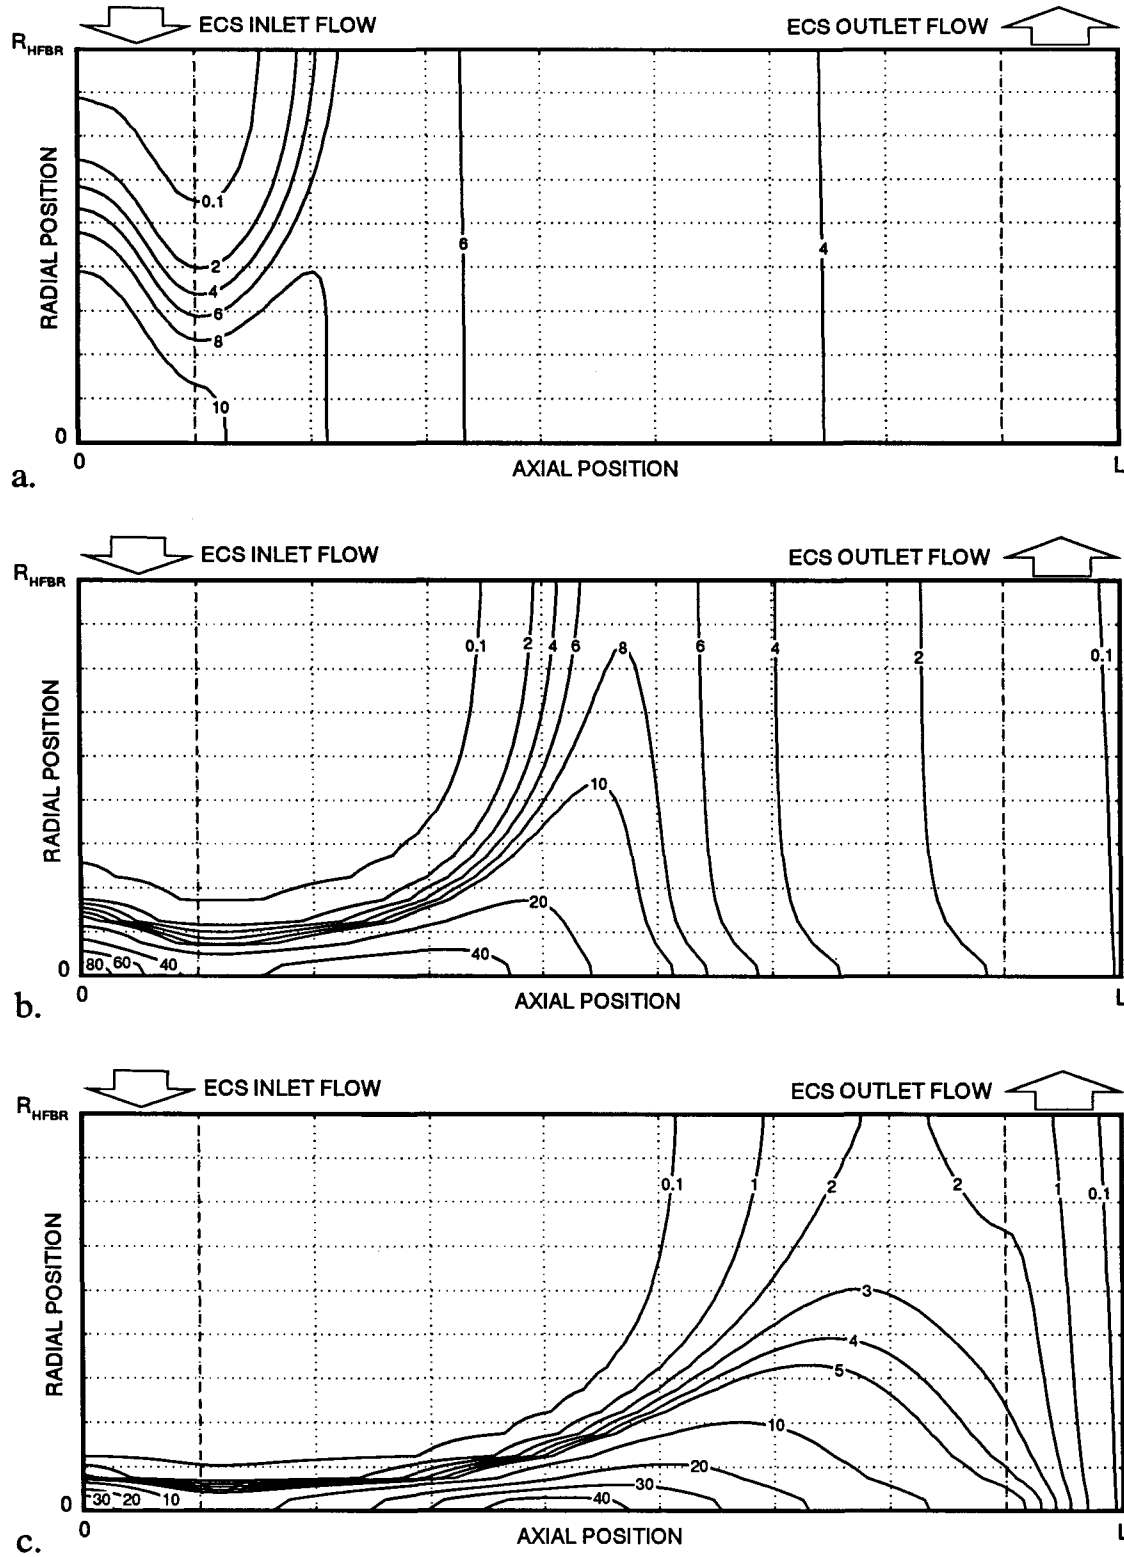 ECS INLET FLOW ECS OUTLET FLOW
R_HFBR
RADIAL POSITION
0.1
2
4
6
8
10
6
4
0
0 AXIAL POSITION L
a.
ECS INLET FLOW ECS OUTLET FLOW
R_HFBR
RADIAL POSITION
0.1 2 4 6 8 6 4 2 0.1
10
20
40
80 60 40
0
0 AXIAL POSITION L
b.
ECS INLET FLOW ECS OUTLET FLOW
R_HFBR
RADIAL POSITION
0.1 1 2 2 1 0.1
3
4
5
10
20
30
30 20 10 40
0
0 AXIAL POSITION L
c.